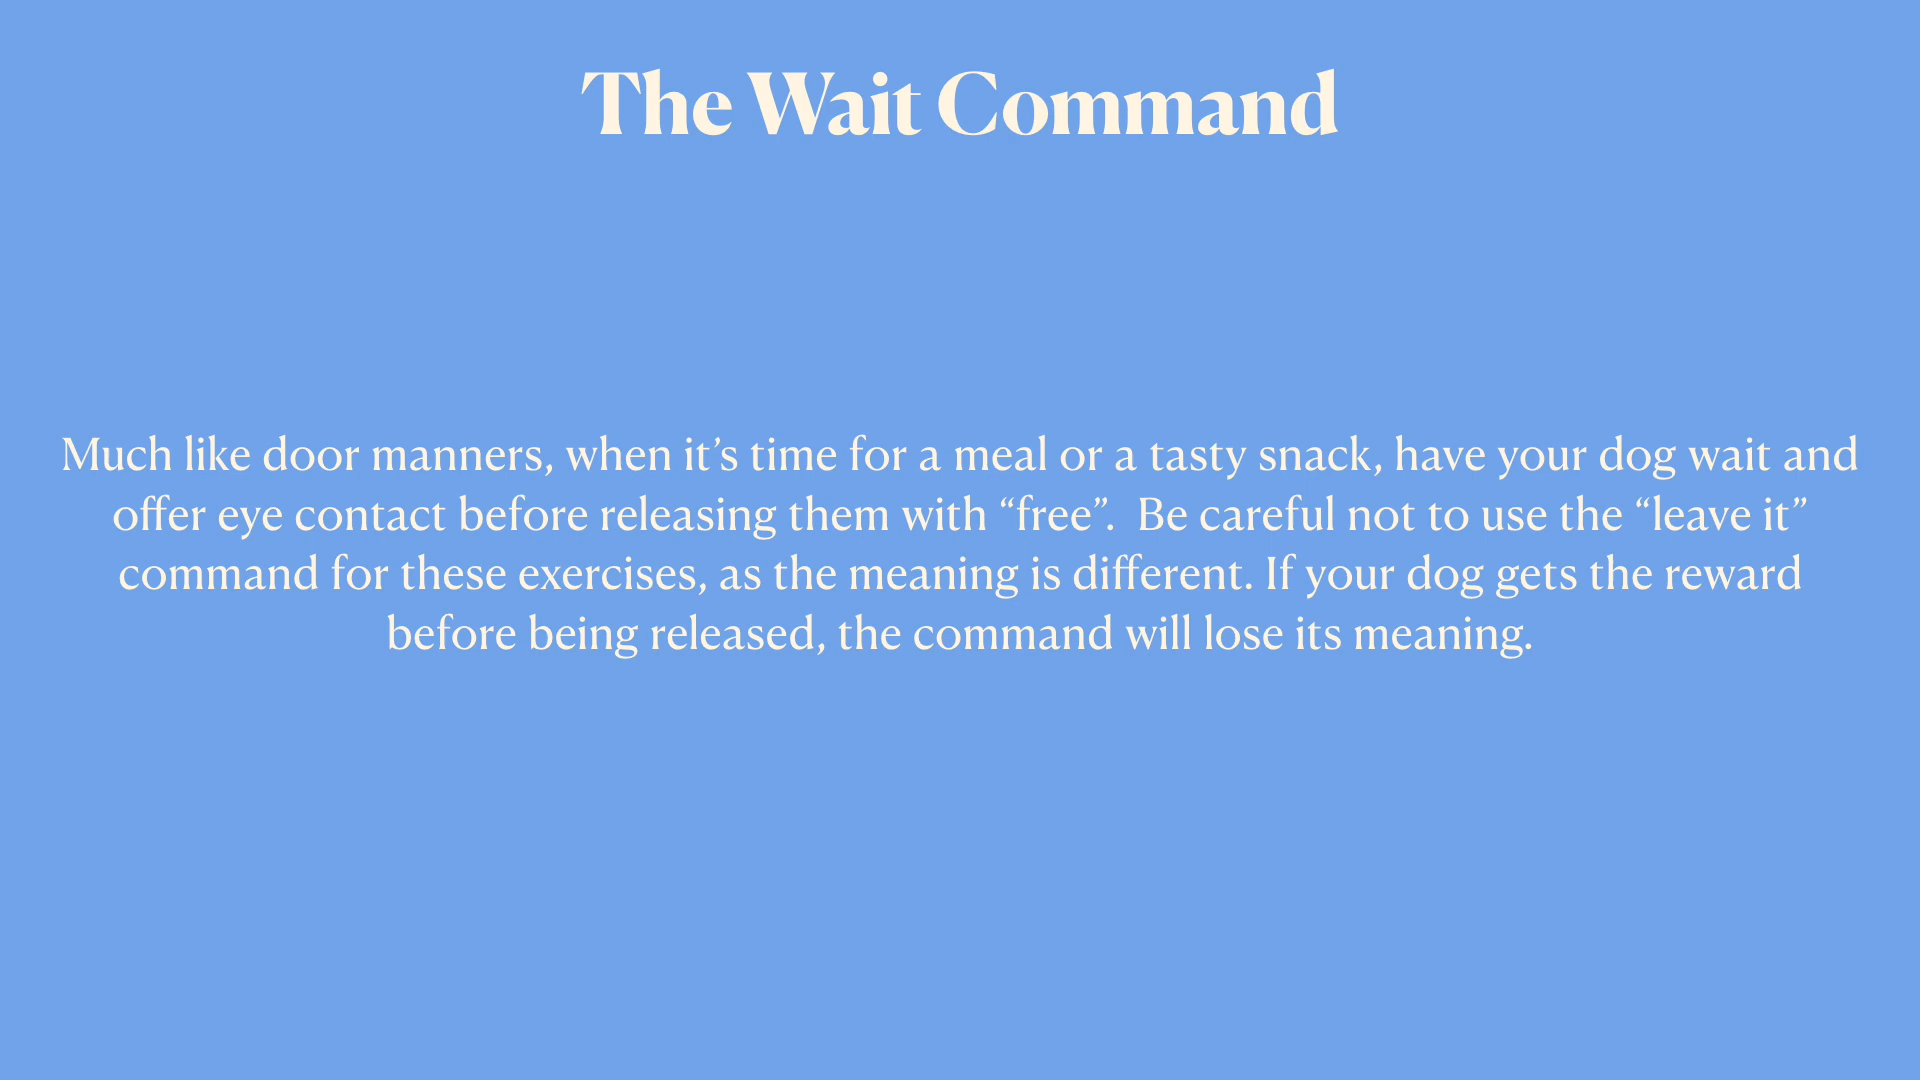 The Wait Command
Much like door manners, when it’s time for a meal or a tasty snack, have your dog wait and
offer eye contact before releasing them with “free”.  Be careful not to use the “leave it”
command for these exercises, as the meaning is different. If your dog gets the reward
before being released, the command will lose its meaning.